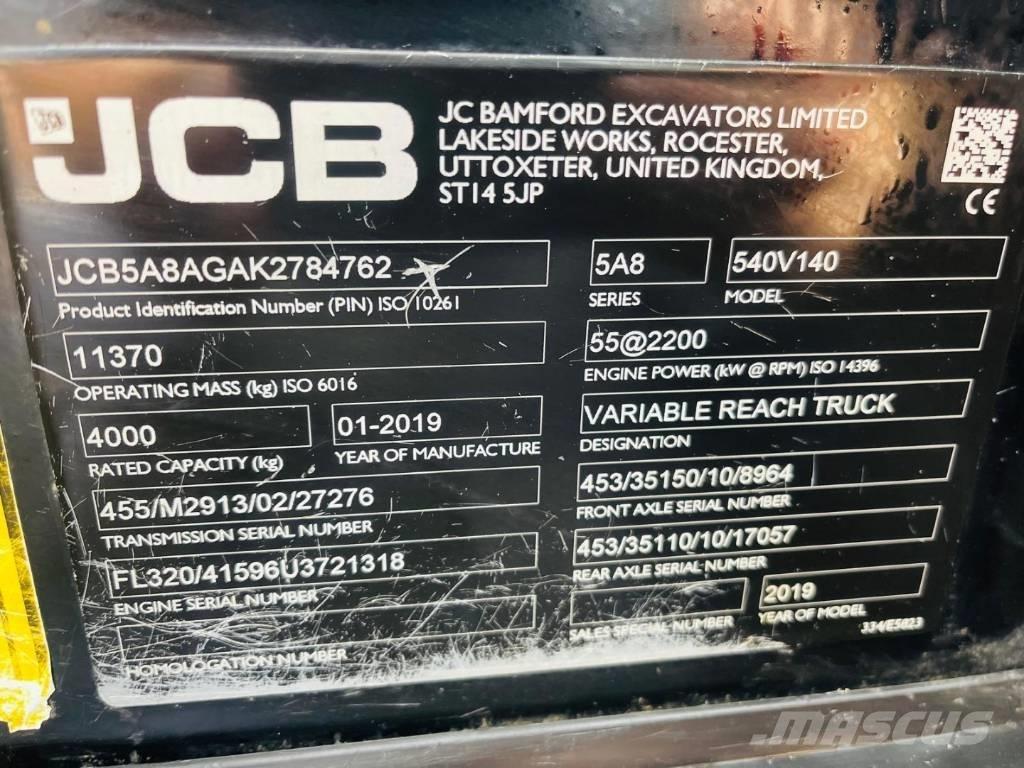 JCB
JC BAMFORD EXCAVATORS LIMITED
LAKESIDE WORKS, ROCESTER,
UTTOXETER, UNITED KINGDOM,
ST14 5JP
CE
JCB5A8AGAK2784762
Product Identification Number (PIN) ISO 10261
5A8
SERIES
540V140
MODEL
11370
OPERATING MASS (kg) ISO 6016
55@2200
ENGINE POWER (kW @ RPM) ISO 14396
4000
RATED CAPACITY (kg)
01-2019
YEAR OF MANUFACTURE
VARIABLE REACH TRUCK
DESIGNATION
455/M2913/02/27276
TRANSMISSION SERIAL NUMBER
453/35150/10/8964
FRONT AXLE SERIAL NUMBER
FL320/41596U3721318
ENGINE SERIAL NUMBER
453/35110/10/17057
REAR AXLE SERIAL NUMBER
HOMOLOGATION NUMBER
SALES SPECIAL NUMBER
2019
YEAR OF MODEL
334/E5823
MASCUS